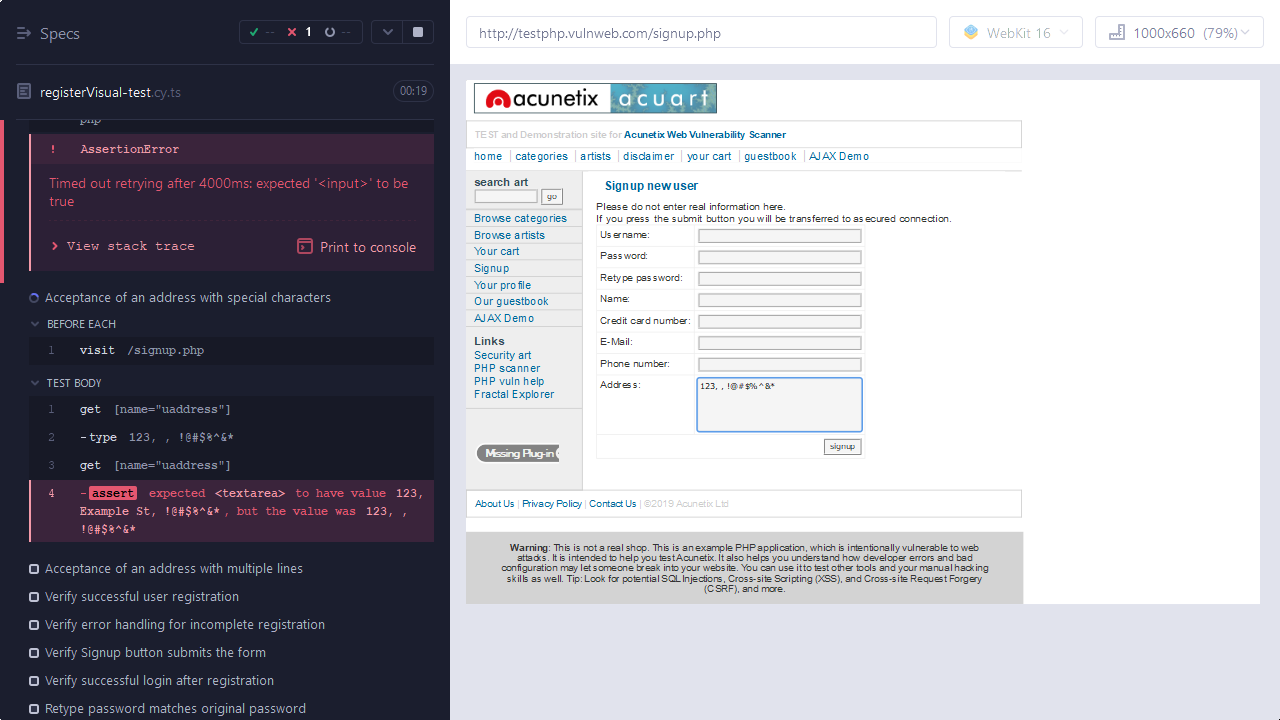 Specs
-- 1 --
registerVisual-test.cy.ts
00:19
php
! AssertionError
Timed out retrying after 4000ms: expected '<input>' to be
true
View stack trace
Print to console
Acceptance of an address with special characters
BEFORE EACH
1 visit /signup.php
TEST BODY
1 get [name="uaddress"]
2 -type 123, , !@#$%^&*
3 get [name="uaddress"]
4 -assert expected <textarea> to have value 123,
Example St, !@#$%^&*, but the value was 123, ,
!@#$%^&*
Acceptance of an address with multiple lines
Verify successful user registration
Verify error handling for incomplete registration
Verify Signup button submits the form
Verify successful login after registration
Retype password matches original password
http://testphp.vulnweb.com/signup.php
WebKit 16
1000x660 (79%)
acunetix acuart
TEST and Demonstration site for Acunetix Web Vulnerability Scanner
home | categories | artists | disclaimer | your cart | guestbook | AJAX Demo
search art
go
Browse categories
Browse artists
Your cart
Signup
Your profile
Our guestbook
AJAX Demo
Links
Security art
PHP scanner
PHP vuln help
Fractal Explorer
Missing Plug-in
Signup new user
Please do not enter real information here.
If you press the submit button you will be transferred to asecured connection.
Username:
Password:
Retype password:
Name:
Credit card number:
E-Mail:
Phone number:
Address:
123, , !@#$%^&*
signup
About Us | Privacy Policy | Contact Us | ©2019 Acunetix Ltd
Warning: This is not a real shop. This is an example PHP application, which is intentionally vulnerable to web
attacks. It is intended to help you test Acunetix. It also helps you understand how developer errors and bad
configuration may let someone break into your website. You can use it to test other tools and your manual hacking
skills as well. Tip: Look for potential SQL Injections, Cross-site Scripting (XSS), and Cross-site Request Forgery
(CSRF), and more.